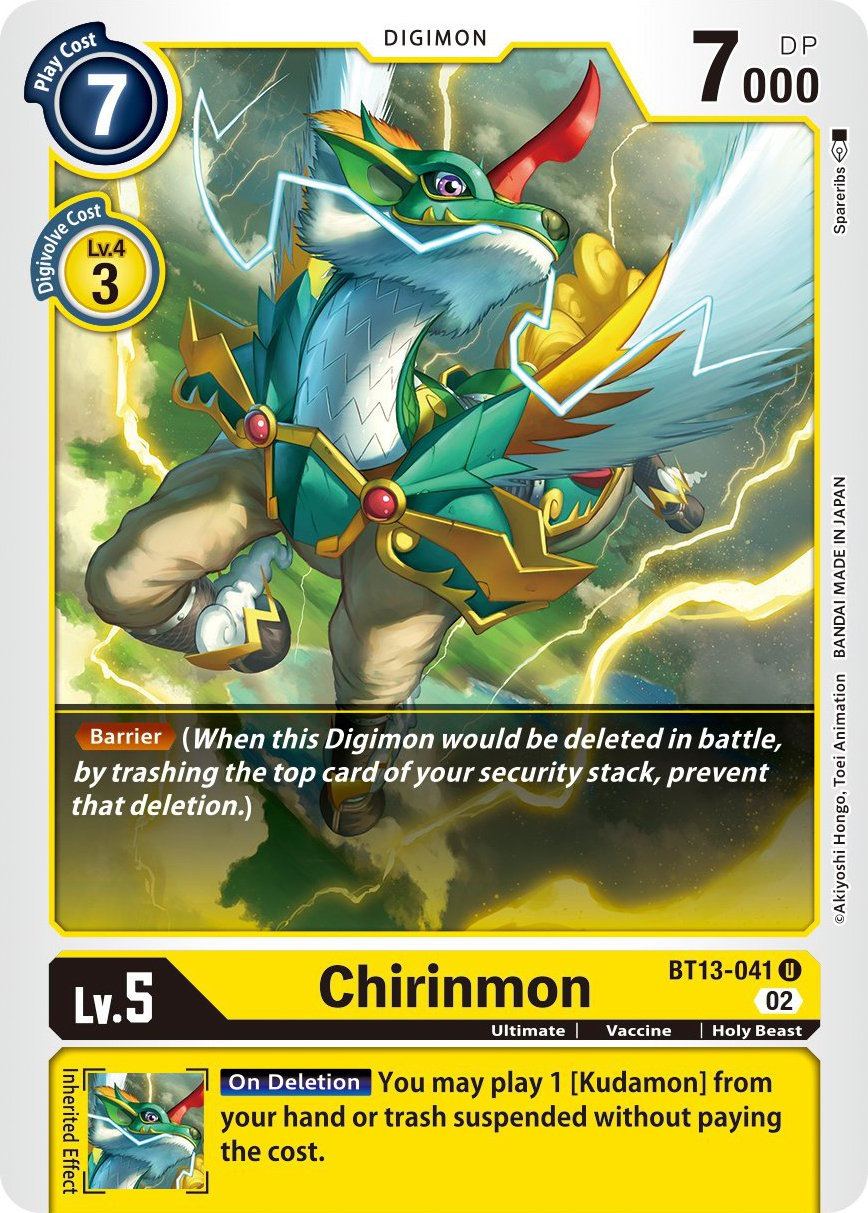 Play Cost
7
DIGIMON
7000
DP
Digivolve Cost
Lv.4
3
Spareribs
BANDAI MADE IN JAPAN
©Akiyoshi Hongo, Toei Animation
Barrier (When this Digimon would be deleted in battle,
by trashing the top card of your security stack, prevent
that deletion.)
Lv.5
Chirinmon
BT13-041 U
02
Ultimate | Vaccine | Holy Beast
Inherited Effect
On Deletion You may play 1 [Kudamon] from
your hand or trash suspended without paying
the cost.